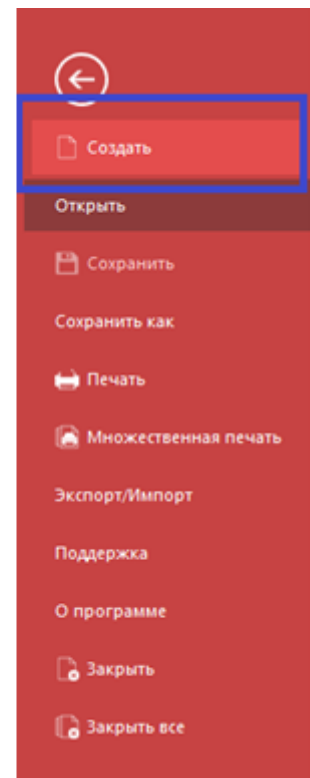 Создать
Открыть
Сохранить
Сохранить как
Печать
Множественная печать
Экспорт/Импорт
Поддержка
О программе
Закрыть
Закрыть все